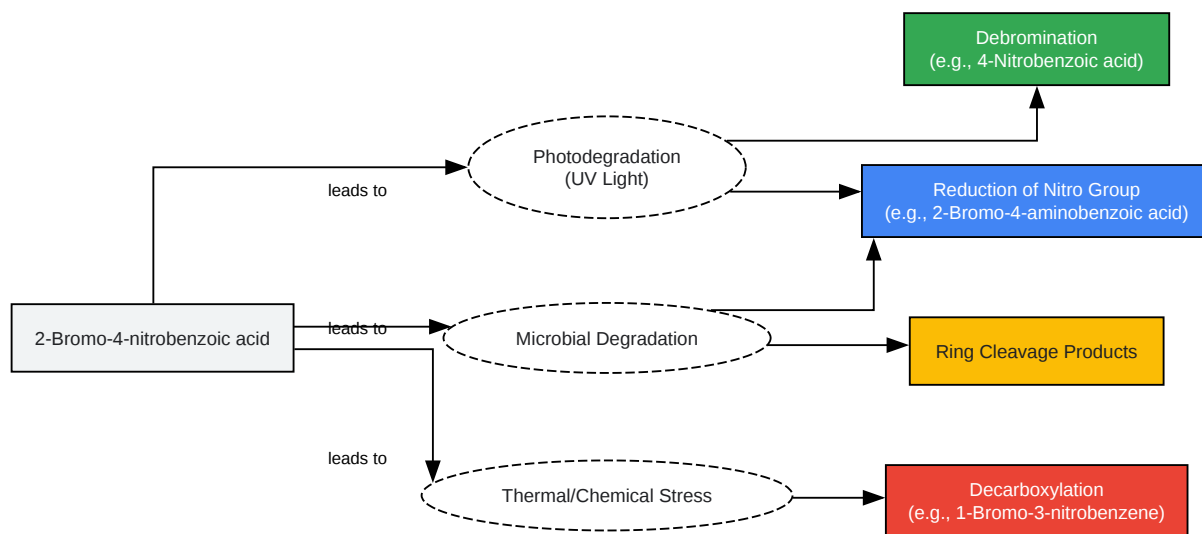 Debromination
(e.g., 4-Nitrobenzoic acid)
Photodegradation
(UV Light)
leads to
Reduction of Nitro Group
(e.g., 2-Bromo-4-aminobenzoic acid)
2-Bromo-4-nitrobenzoic acid
leads to
Microbial Degradation
Ring Cleavage Products
leads to
Thermal/Chemical Stress
Decarboxylation
(e.g., 1-Bromo-3-nitrobenzene)